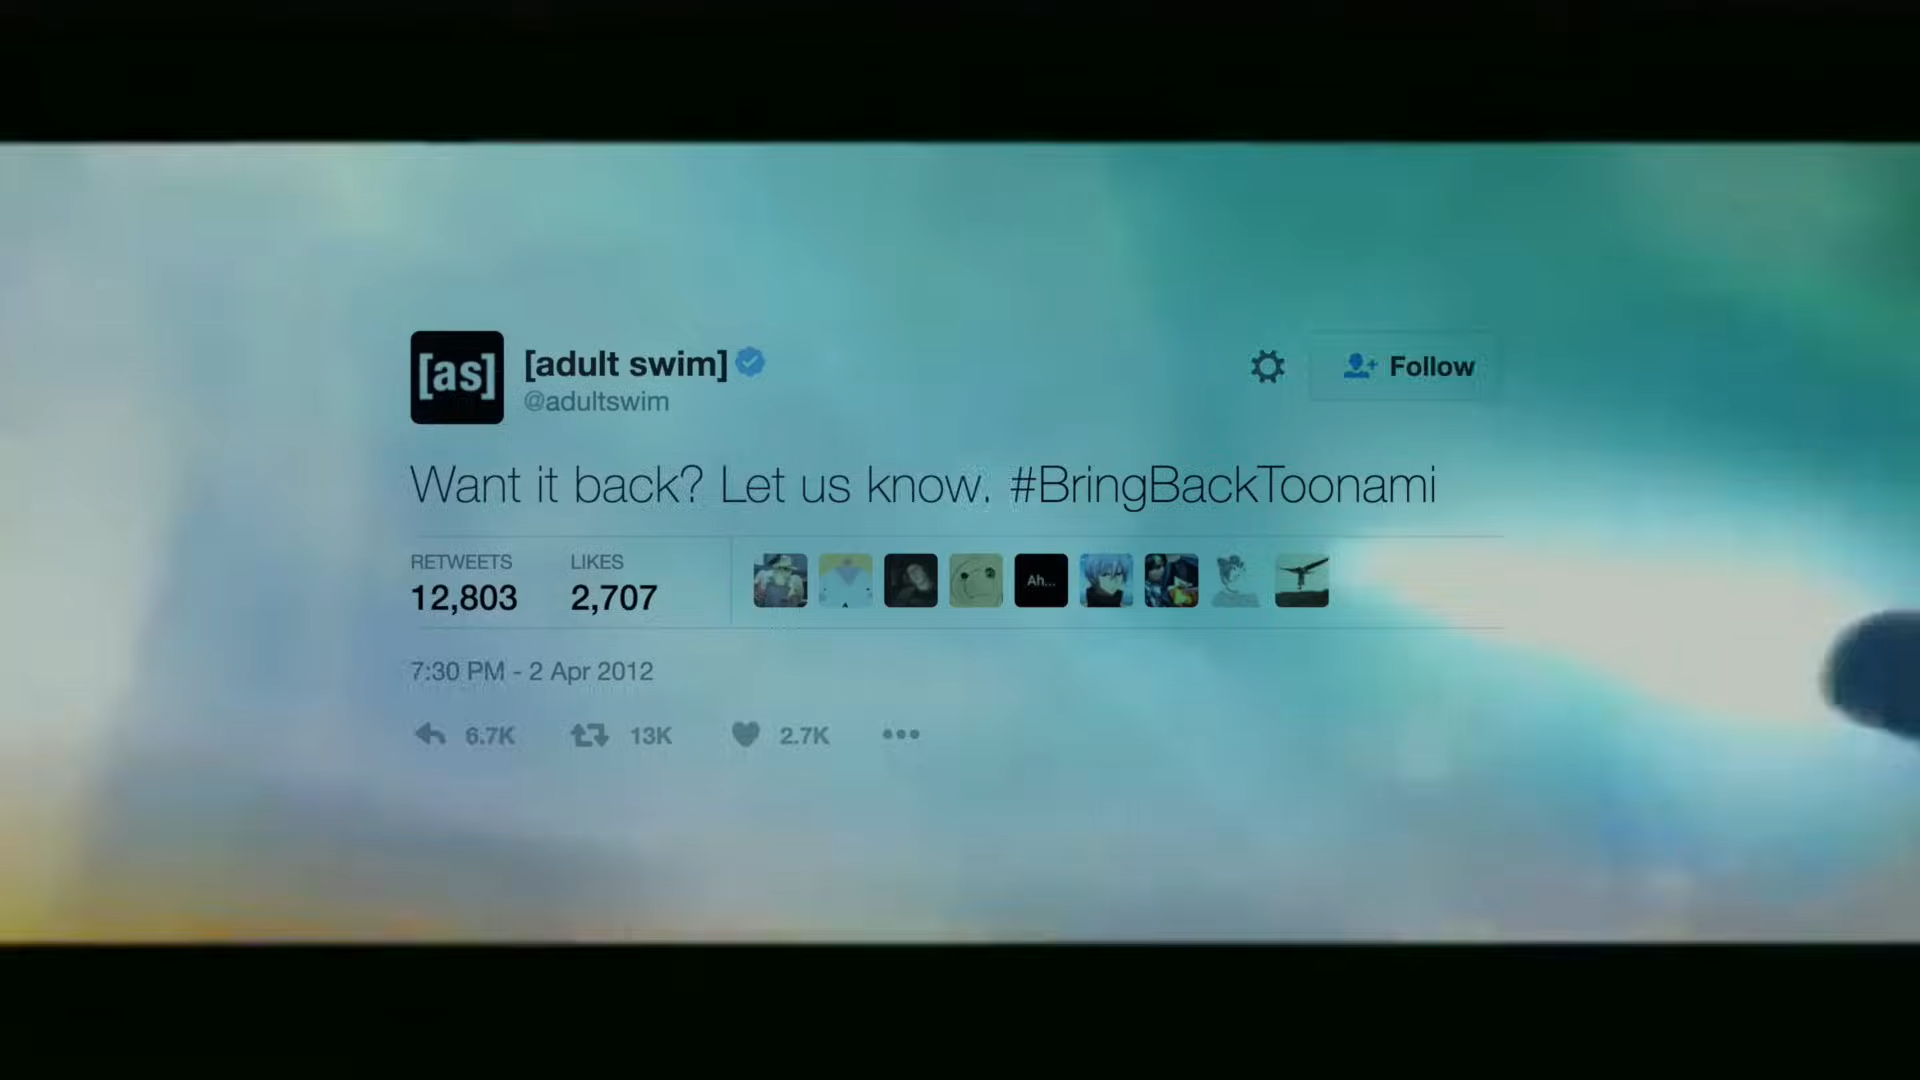 [as]
[adult swim]
@adultswim
Follow
Want it back? Let us know. #BringBackToonami
RETWEETS LIKES
12,803 2,707
Ah...
7:30 PM - 2 Apr 2012
6.7K 13K 2.7K